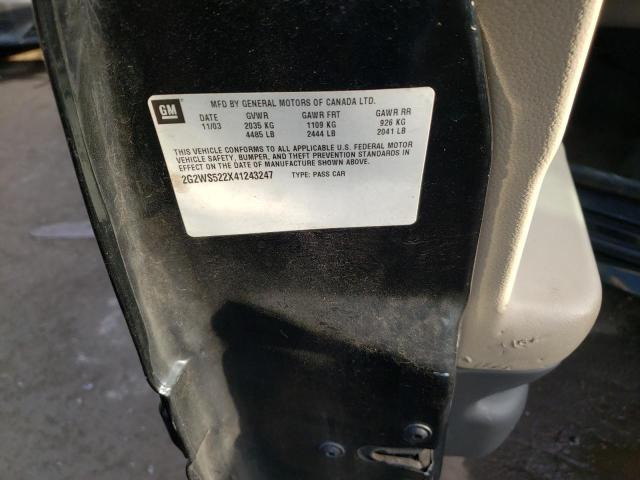 GM MFD BY GENERAL MOTORS OF CANADA LTD.
DATE GVWR GAWR FRT GAWR RR
11/03 2035 KG 1109 KG 926 KG
4485 LB 2444 LB 2041 LB
THIS VEHICLE CONFORMS TO ALL APPLICABLE U.S. FEDERAL MOTOR
VEHICLE SAFETY, BUMPER, AND THEFT PREVENTION STANDARDS IN
EFFECT ON THE DATE OF MANUFACTURE SHOWN ABOVE.
2G2WS522X41243247 TYPE: PASS CAR